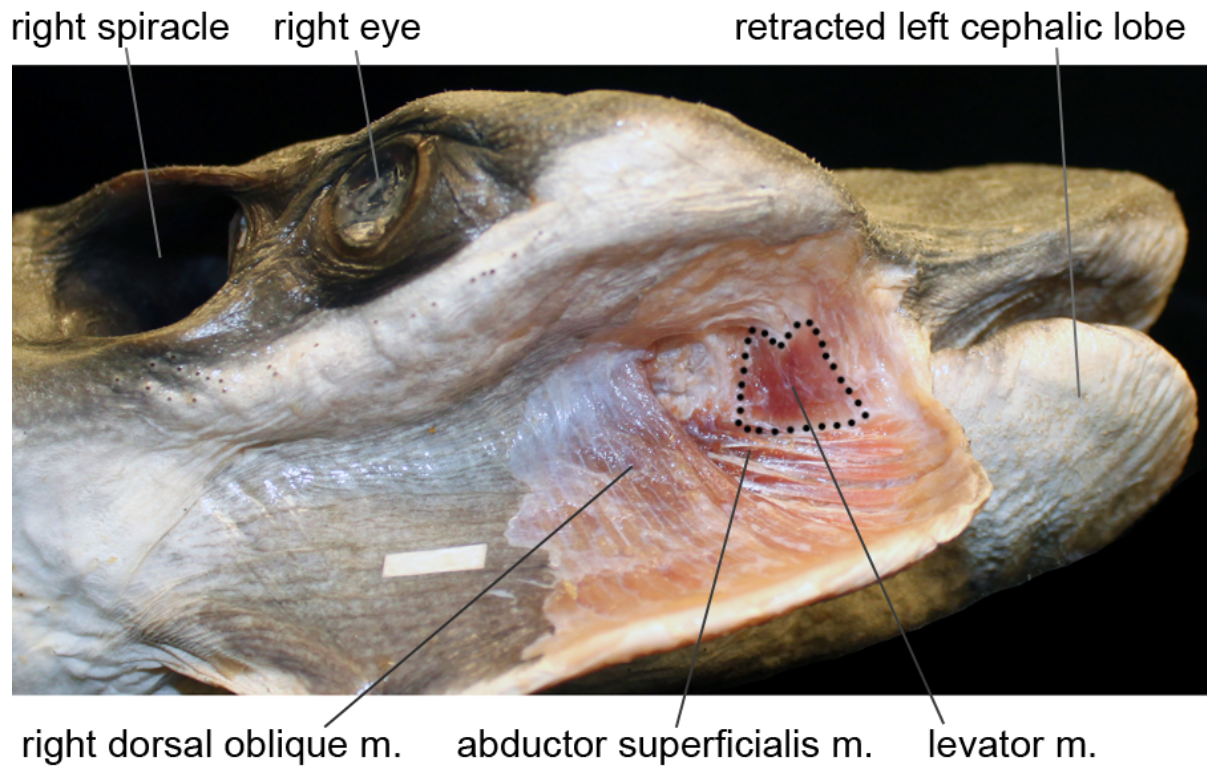 right spiracle
right eye
retracted left cephalic lobe
right dorsal oblique m.
abductor superficialis m.
levator m.